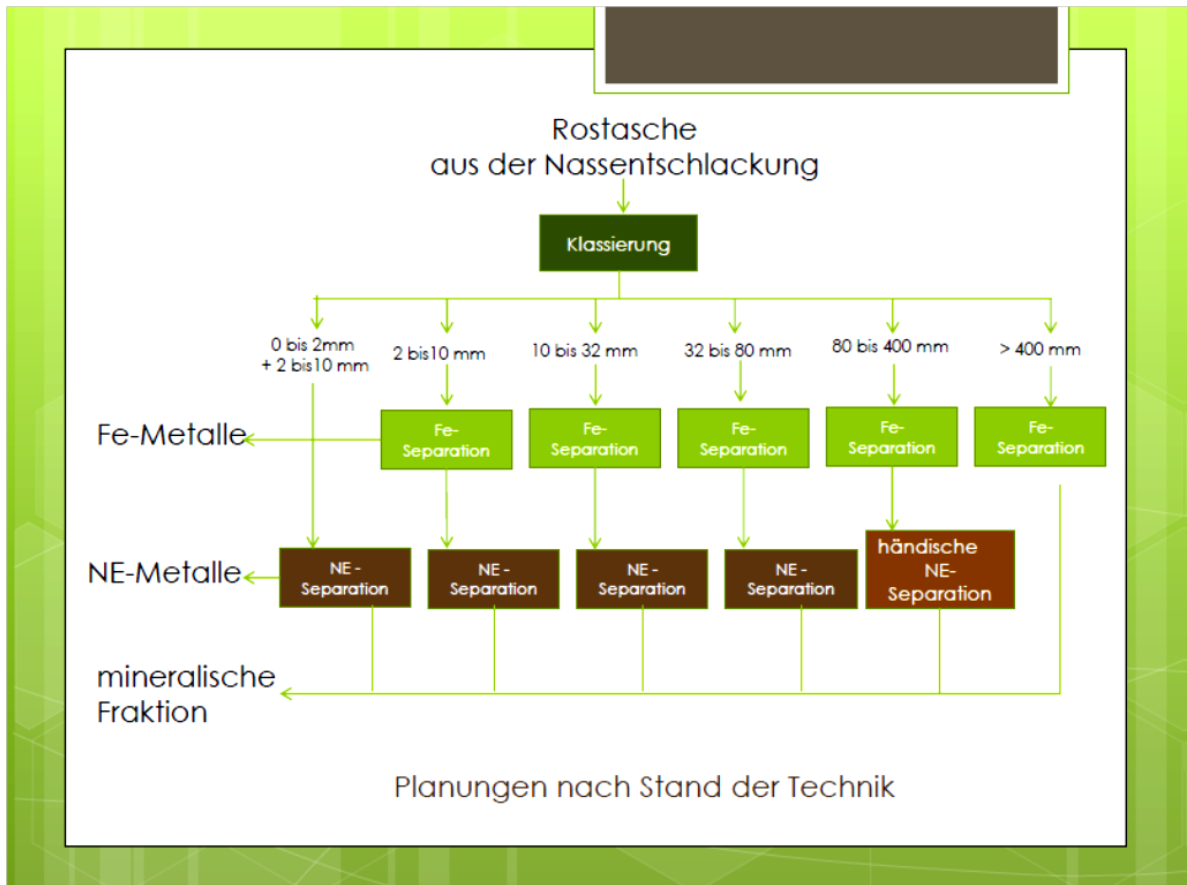 Rostasche
aus der Nassentschlackung
Klassierung
0 bis 2mm
+ 2 bis10 mm
2 bis10 mm
10 bis 32 mm
32 bis 80 mm
80 bis 400 mm
> 400 mm
Fe-Metalle
Fe-
Separation
Fe-
Separation
Fe-
Separation
Fe-
Separation
Fe-
Separation
NE-Metalle
NE -
Separation
NE -
Separation
NE -
Separation
NE -
Separation
händische
NE-
Separation
mineralische
Fraktion
Planungen nach Stand der Technik